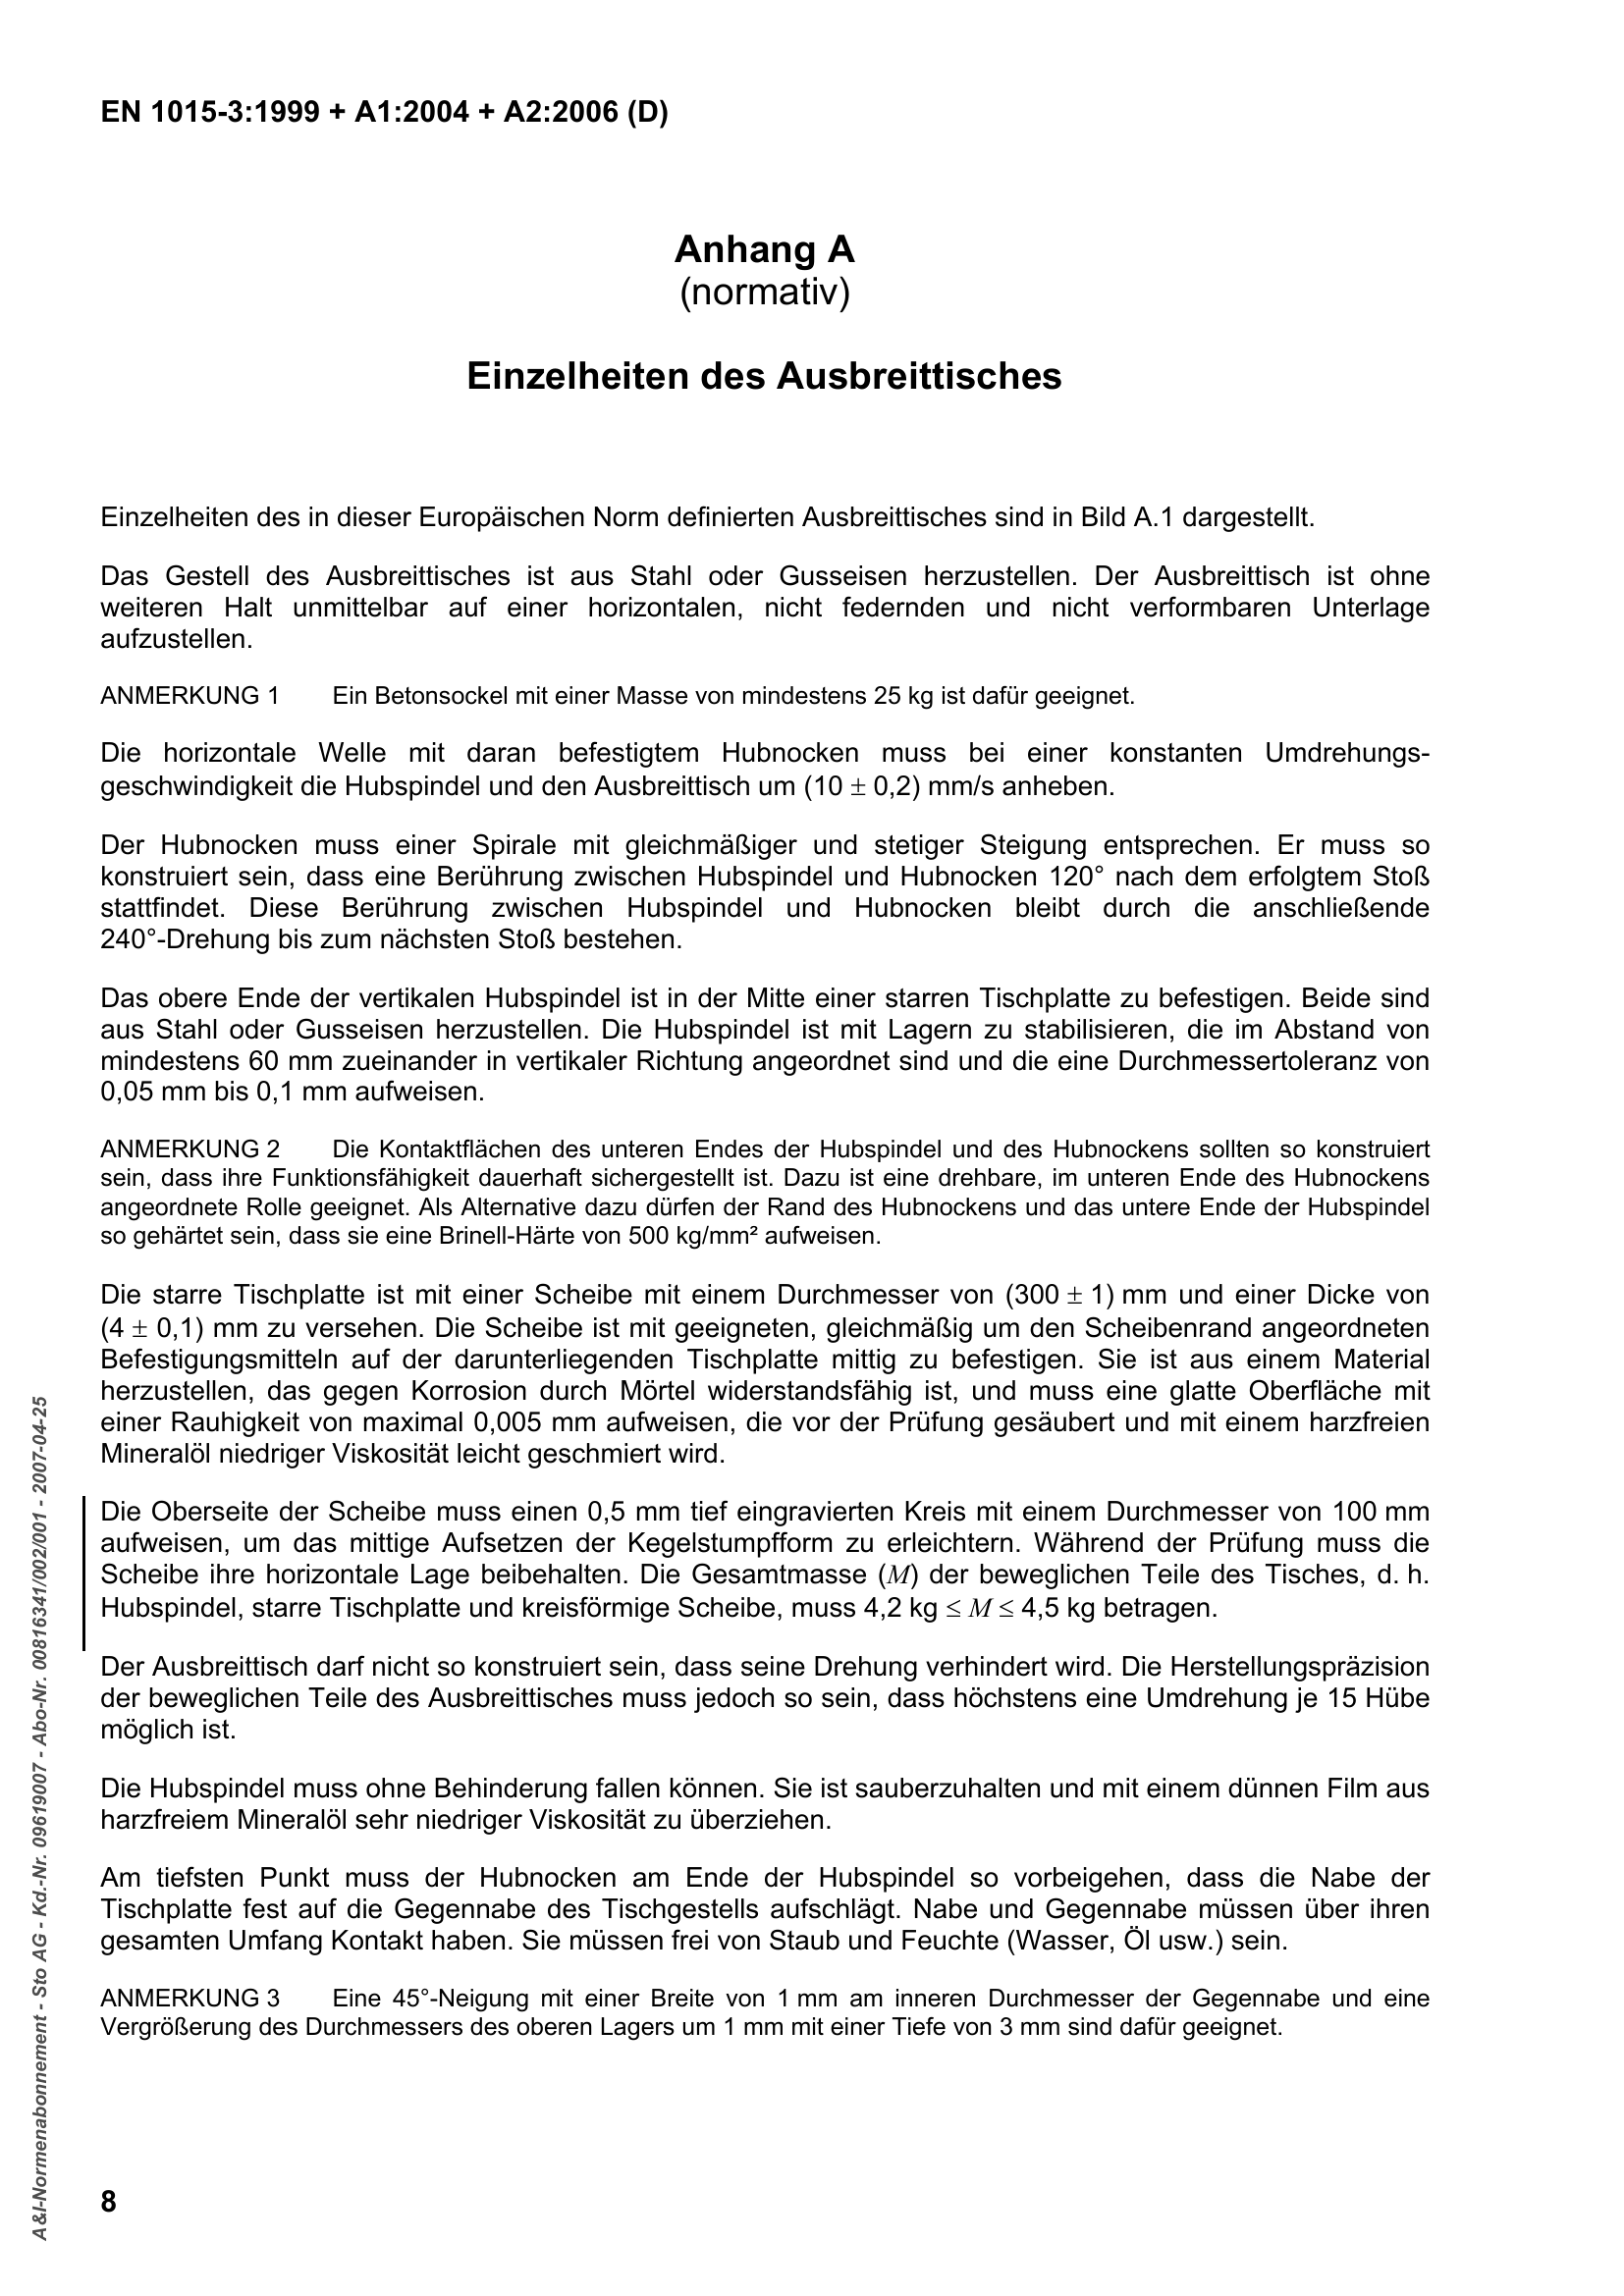 EN 1015-3:1999 + A1:2004 + A2:2006 (D)
Anhang A
(normativ)
Einzelheiten des Ausbreittisches
Einzelheiten des in dieser Europäischen Norm definierten Ausbreittisches sind in Bild A.1 dargestellt.
Das Gestell des Ausbreittisches ist aus Stahl oder Gusseisen herzustellen. Der Ausbreittisch ist ohne
weiteren Halt unmittelbar auf einer horizontalen, nicht federnden und nicht verformbaren Unterlage
aufzustellen.
ANMERKUNG 1 Ein Betonsockel mit einer Masse von mindestens 25 kg ist dafür geeignet.
Die horizontale Welle mit daran befestigtem Hubnocken muss bei einer konstanten Umdrehungs-
geschwindigkeit die Hubspindel und den Ausbreittisch um (10 ± 0,2) mm/s anheben.
Der Hubnocken muss einer Spirale mit gleichmäßiger und stetiger Steigung entsprechen. Er muss so
konstruiert sein, dass eine Berührung zwischen Hubspindel und Hubnocken 120° nach dem erfolgtem Stoß
stattfindet. Diese Berührung zwischen Hubspindel und Hubnocken bleibt durch die anschließende
240°-Drehung bis zum nächsten Stoß bestehen.
Das obere Ende der vertikalen Hubspindel ist in der Mitte einer starren Tischplatte zu befestigen. Beide sind
aus Stahl oder Gusseisen herzustellen. Die Hubspindel ist mit Lagern zu stabilisieren, die im Abstand von
mindestens 60 mm zueinander in vertikaler Richtung angeordnet sind und die eine Durchmessertoleranz von
0,05 mm bis 0,1 mm aufweisen.
ANMERKUNG 2 Die Kontaktflächen des unteren Endes der Hubspindel und des Hubnockens sollten so konstruiert
sein, dass ihre Funktionsfähigkeit dauerhaft sichergestellt ist. Dazu ist eine drehbare, im unteren Ende des Hubnockens
angeordnete Rolle geeignet. Als Alternative dazu dürfen der Rand des Hubnockens und das untere Ende der Hubspindel
so gehärtet sein, dass sie eine Brinell-Härte von 500 kg/mm² aufweisen.
Die starre Tischplatte ist mit einer Scheibe mit einem Durchmesser von (300 ± 1) mm und einer Dicke von
(4 ± 0,1) mm zu versehen. Die Scheibe ist mit geeigneten, gleichmäßig um den Scheibenrand angeordneten
Befestigungsmitteln auf der darunterliegenden Tischplatte mittig zu befestigen. Sie ist aus einem Material
herzustellen, das gegen Korrosion durch Mörtel widerstandsfähig ist, und muss eine glatte Oberfläche mit
einer Rauhigkeit von maximal 0,005 mm aufweisen, die vor der Prüfung gesäubert und mit einem harzfreien
Mineralöl niedriger Viskosität leicht geschmiert wird.
Die Oberseite der Scheibe muss einen 0,5 mm tief eingravierten Kreis mit einem Durchmesser von 100 mm
aufweisen, um das mittige Aufsetzen der Kegelstumpfform zu erleichtern. Während der Prüfung muss die
Scheibe ihre horizontale Lage beibehalten. Die Gesamtmasse (M) der beweglichen Teile des Tisches, d. h.
Hubspindel, starre Tischplatte und kreisförmige Scheibe, muss 4,2 kg ≤ M ≤ 4,5 kg betragen.
Der Ausbreittisch darf nicht so konstruiert sein, dass seine Drehung verhindert wird. Die Herstellungspräzision
der beweglichen Teile des Ausbreittisches muss jedoch so sein, dass höchstens eine Umdrehung je 15 Hübe
möglich ist.
Die Hubspindel muss ohne Behinderung fallen können. Sie ist sauberzuhalten und mit einem dünnen Film aus
harzfreiem Mineralöl sehr niedriger Viskosität zu überziehen.
Am tiefsten Punkt muss der Hubnocken am Ende der Hubspindel so vorbeigehen, dass die Nabe der
Tischplatte fest auf die Gegennabe des Tischgestells aufschlägt. Nabe und Gegennabe müssen über ihren
gesamten Umfang Kontakt haben. Sie müssen frei von Staub und Feuchte (Wasser, Öl usw.) sein.
ANMERKUNG 3 Eine 45°-Neigung mit einer Breite von 1 mm am inneren Durchmesser der Gegennabe und eine
Vergrößerung des Durchmessers des oberen Lagers um 1 mm mit einer Tiefe von 3 mm sind dafür geeignet.
8
A&I-Normenabonnement - Sto AG - Kd.-Nr. 09619007 - Abo-Nr. 00816341/002/001 - 2007-04-25